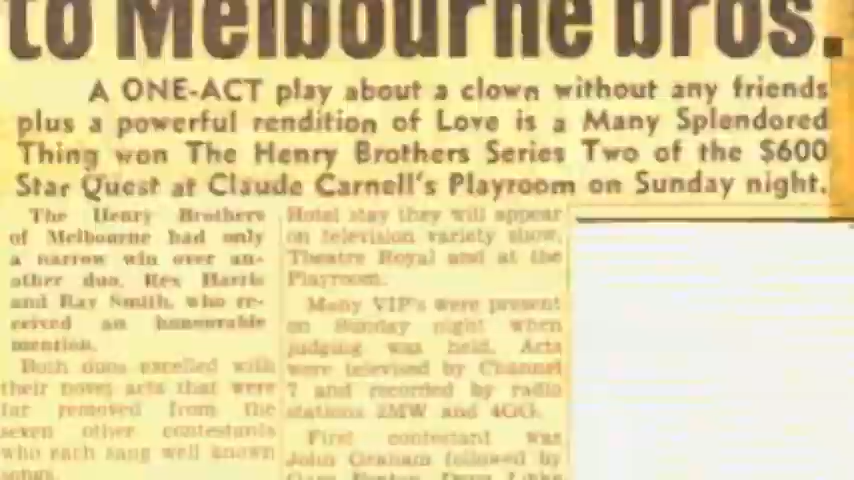 to Melbourne bros.
A ONE-ACT play about a clown without any friends
plus a powerful rendition of Love is a Many Splendored
Thing won The Henry Brothers Series Two of the $600
Star Quest at Claude Carnell's Playroom on Sunday night.
The Henry Brothers
of Melbourne had only
a narrow win over an-
other duo, Rex Harris
and Ray Smith, who re-
ceived an honourable
mention.
Both duos excelled with
their novel acts that were
far removed from the
seven other contestants
who each sang well known
songs.
Hotel stay they will appear
on television variety show,
Theatre Royal and at the
Playroom.
Many VIP's were present
on Sunday night when
judging was held. Acts
were televised by Channel
7 and recorded by radio
stations 2MW and 4GG.
First contestant was
John Graham followed by